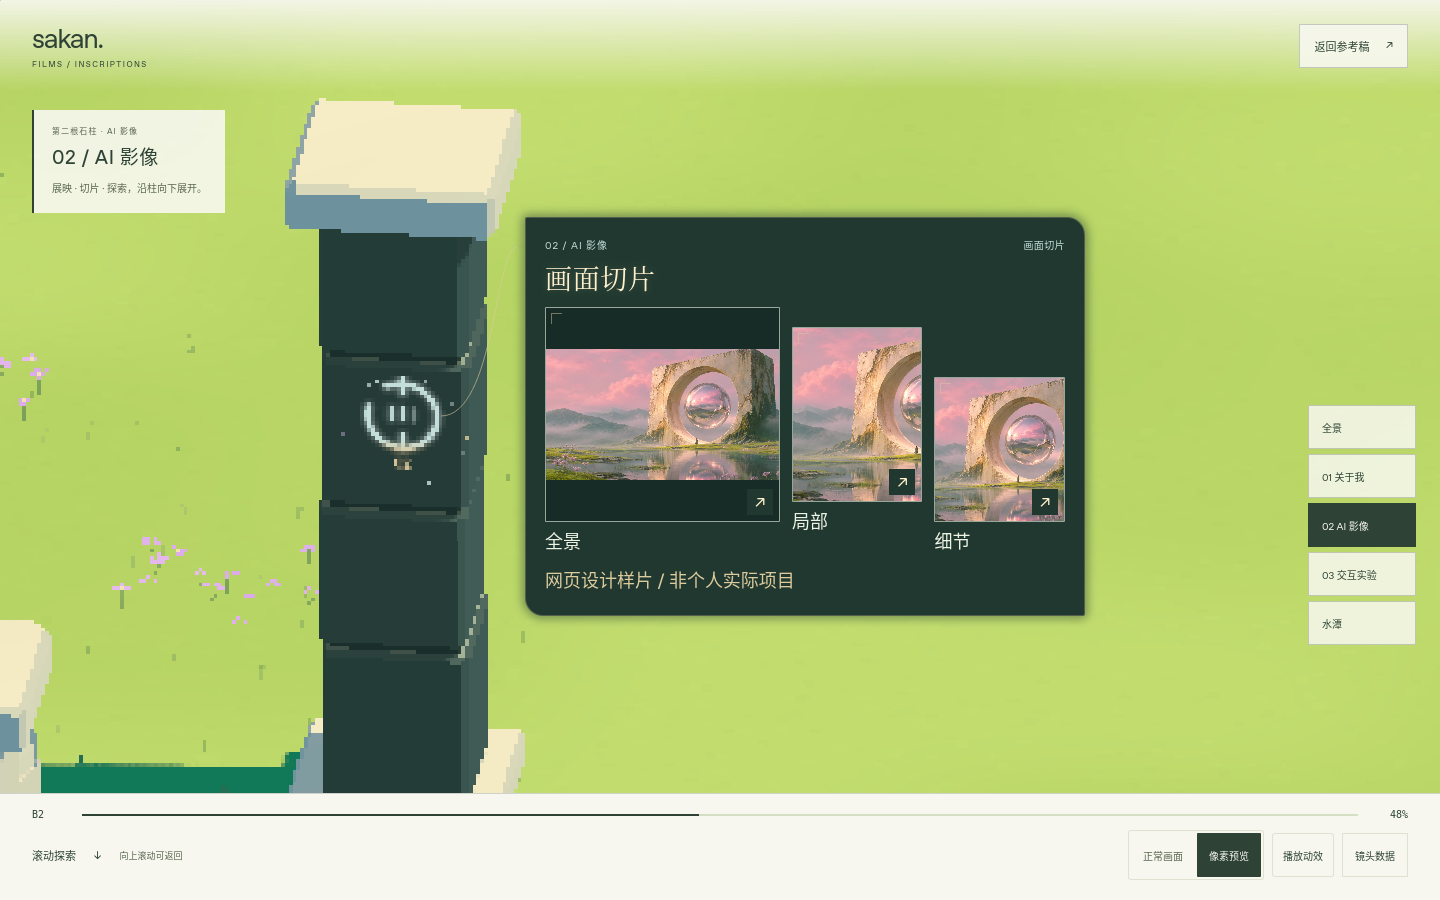 sakan.
FILMS / INSCRIPTIONS
返回参考稿
第二根石柱 · AI 影像
02 / AI 影像
展映 · 切片 · 探索，沿柱向下展开。
02 / AI 影像
画面切片
画面切片
全景
局部
细节
网页设计样片 / 非个人实际项目
全景
01 关于我
02 AI 影像
03 交互实验
水潭
B2
48%
滚动探索 ↓ 向上滚动可返回
正常画面
像素预览
播放动效
镜头数据